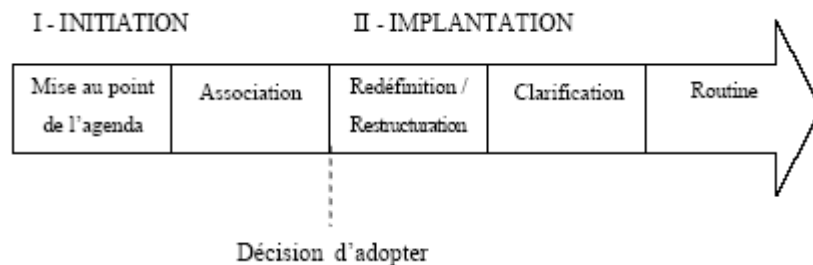 I - INITIATION
II - IMPLANTATION
Mise au point
de l'agenda
Association
Redéfinition /
Restructuration
Clarification
Routine
Décision d'adopter